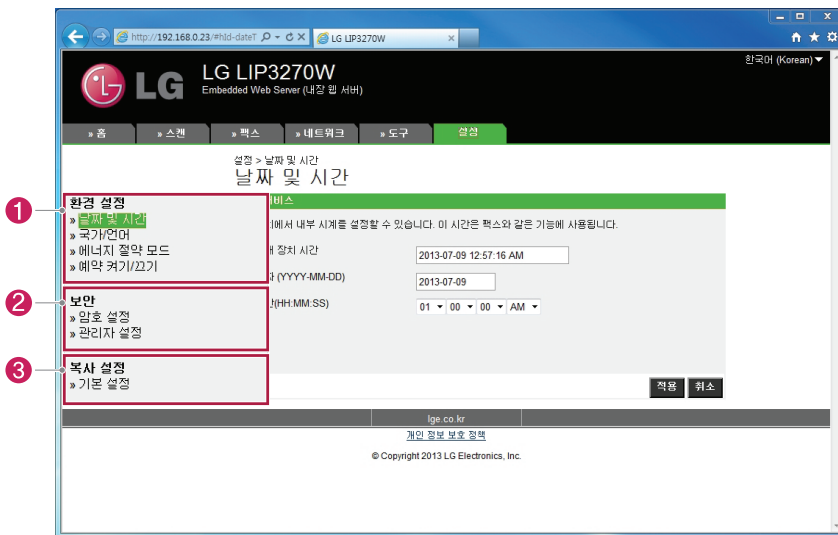 http://192.168.0.23/#hId-dateT
LG LIP3270W
한국어 (Korean)
LG
LG LIP3270W
Embedded Web Server (내장 웹 서버)
» 홈 » 스캔 » 팩스 » 네트워크 » 도구 설정
설정 > 날짜 및 시간
날짜 및 시간
1
환경 설정
» 날짜 및 시간
» 국가/언어
» 에너지 절약 모드
» 예약 켜기/끄기
2
보안
» 암호 설정
» 관리자 설정
3
복사 설정
» 기본 설정
비스
에서 내부 시계를 설정할 수 있습니다. 이 시간은 팩스와 같은 기능에 사용됩니다.
장치 시간 2013-07-09 12:57:16 AM
(YYYY-MM-DD) 2013-07-09
(HH:MM:SS) 01 00 00 AM
적용 취소
lge.co.kr
개인 정보 보호 정책
© Copyright 2013 LG Electronics, Inc.